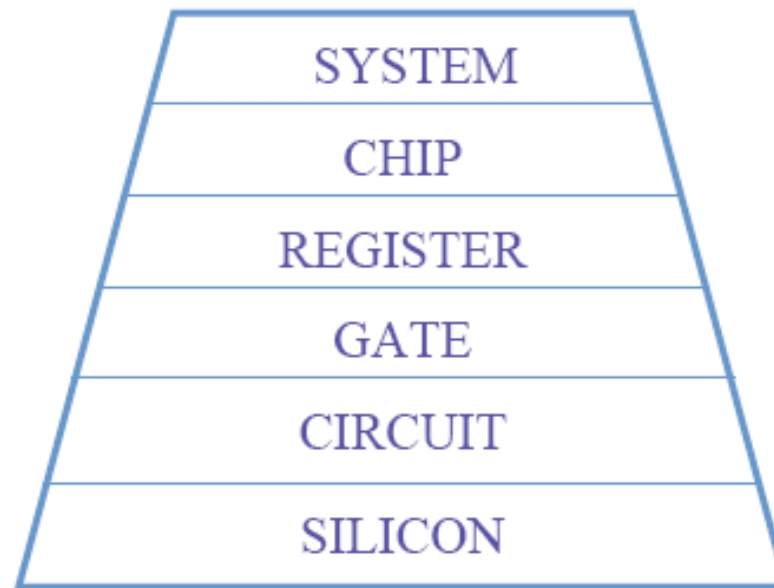 SYSTEM
CHIP
REGISTER
GATE
CIRCUIT
SILICON